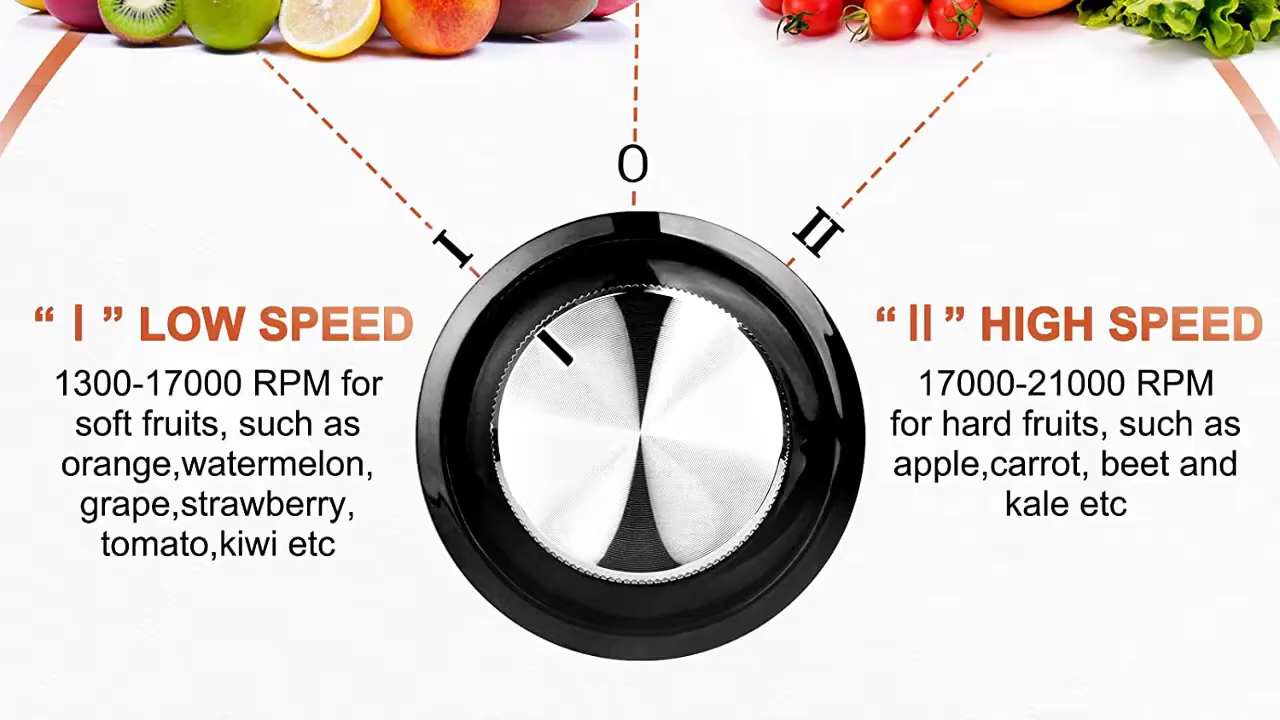 0
I
II
“ I ” LOW SPEED
1300-17000 RPM for
soft fruits, such as
orange,watermelon,
grape,strawberry,
tomato,kiwi etc
“ II ” HIGH SPEED
17000-21000 RPM
for hard fruits, such as
apple,carrot, beet and
kale etc